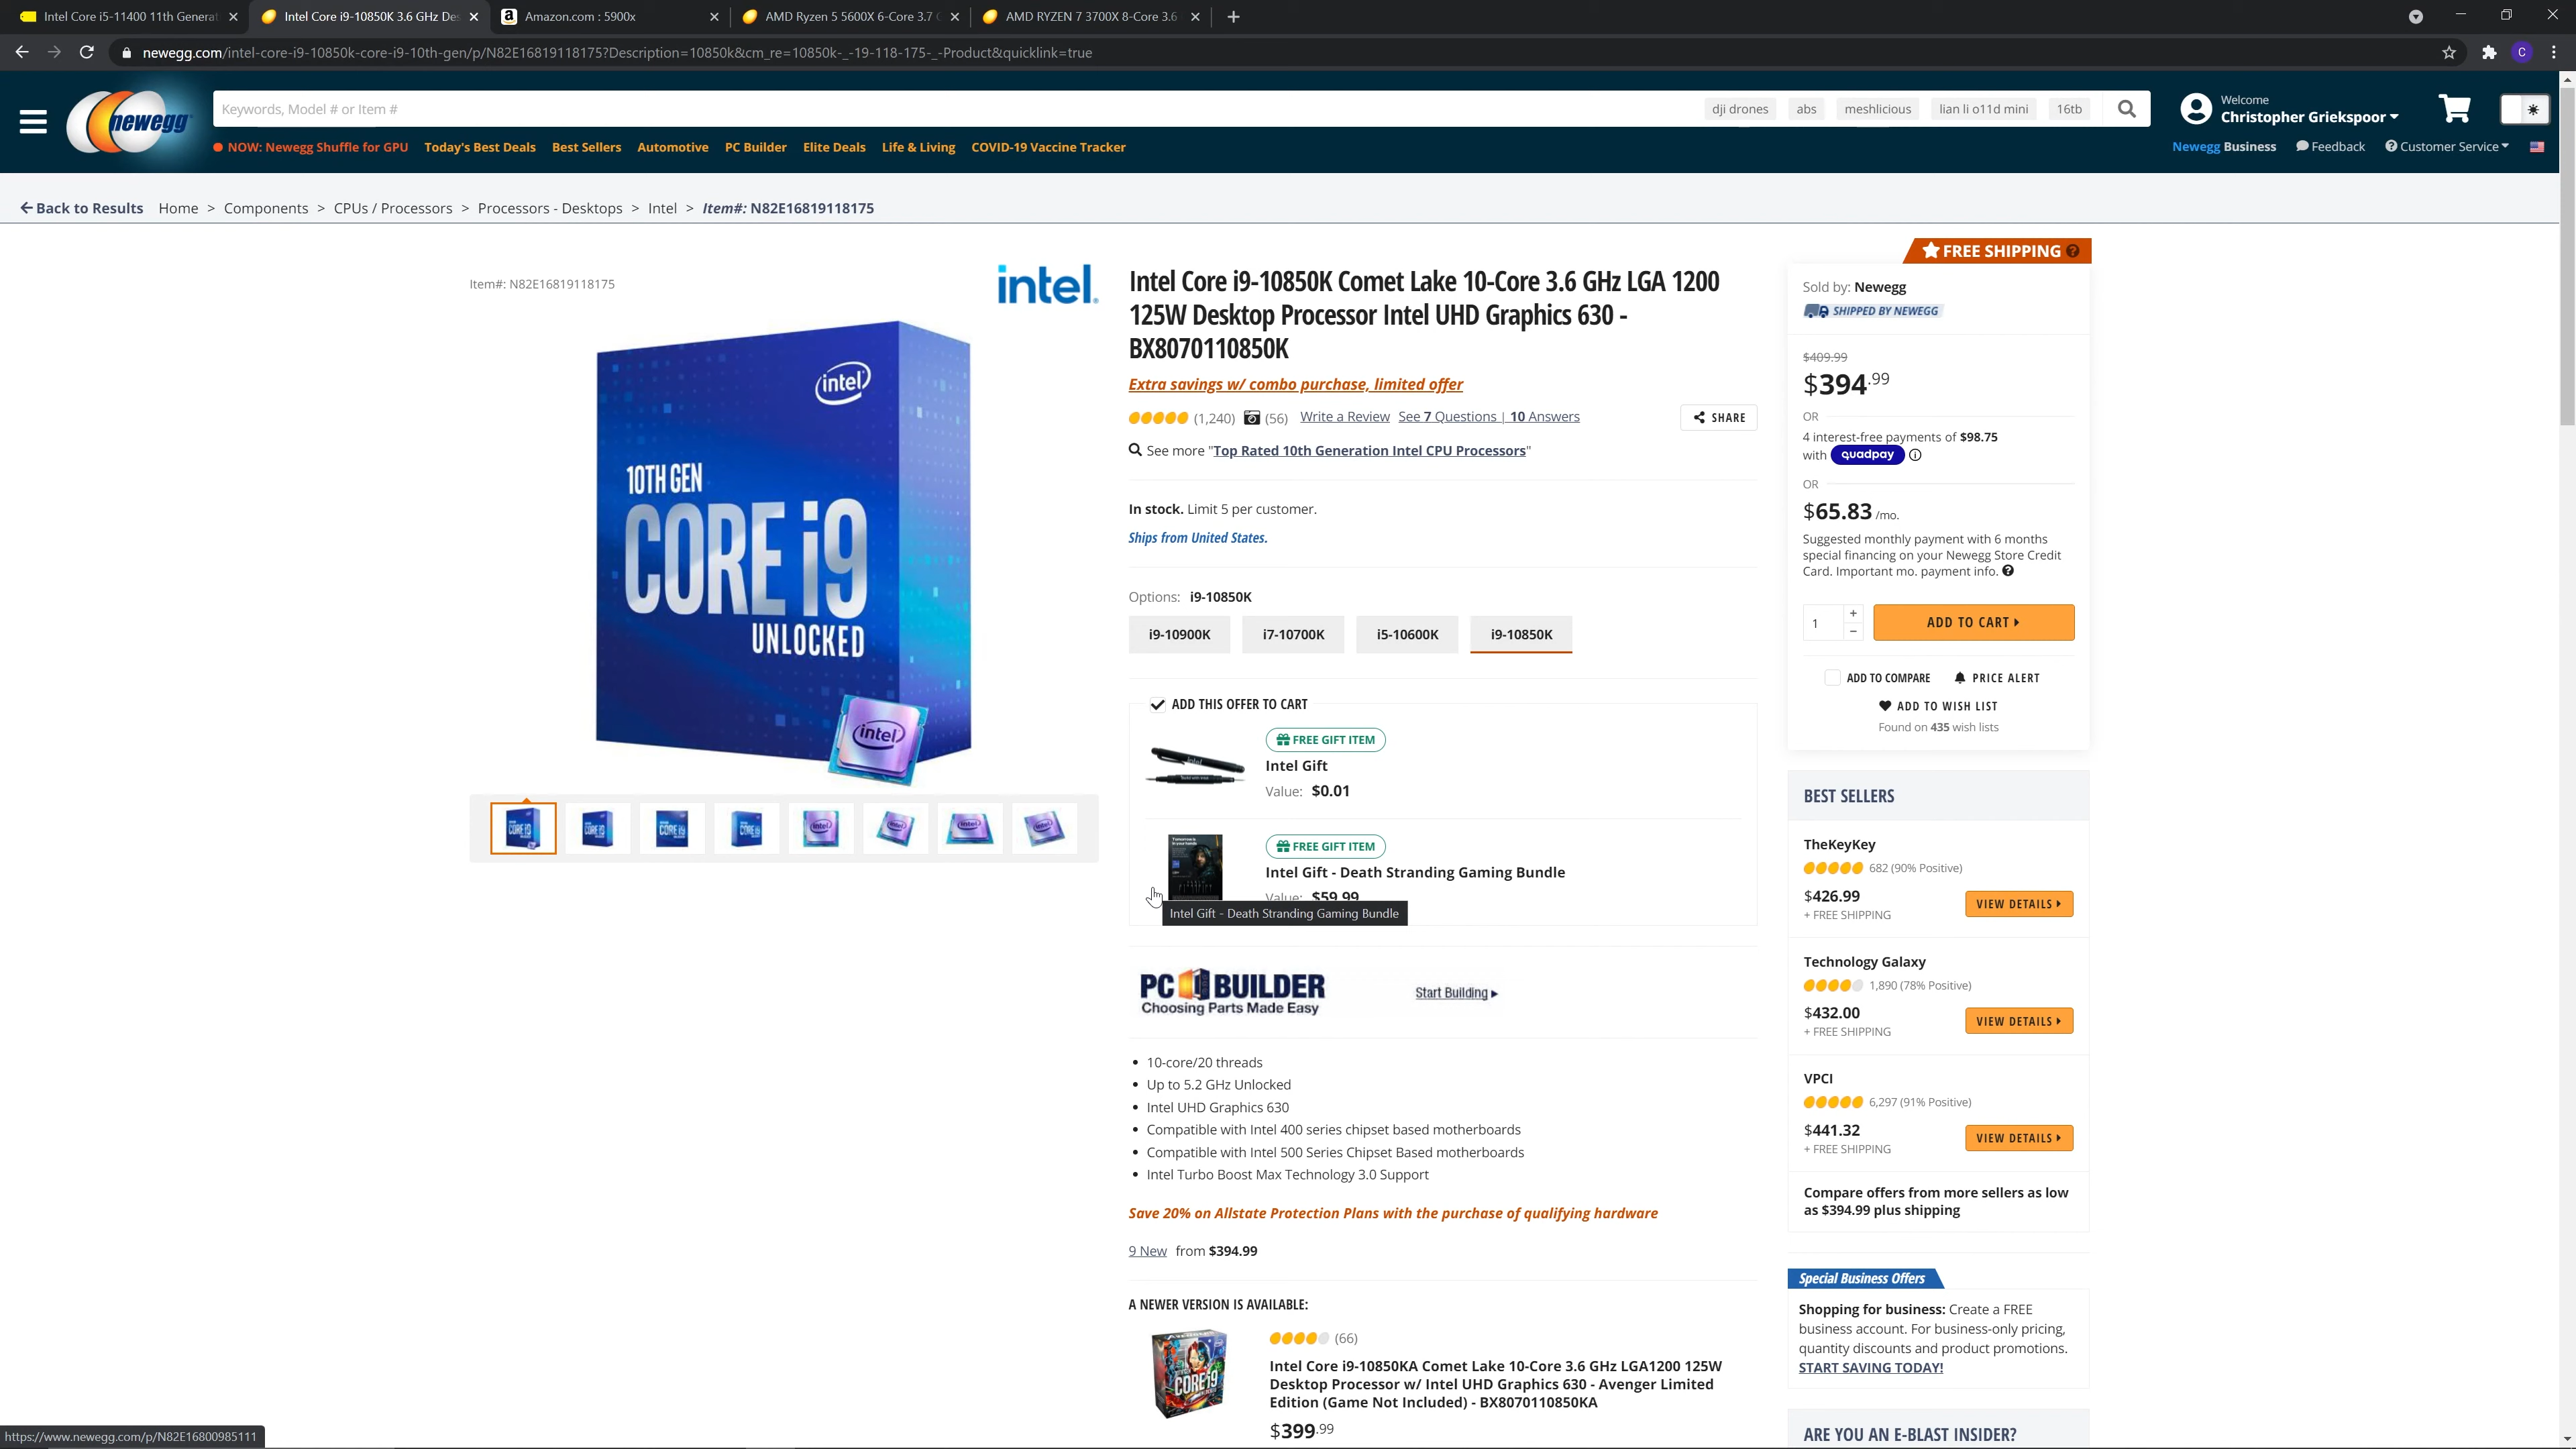 Intel Core i5-11400 11th Generat
Intel Core i9-10850K 3.6 GHz Des
Amazon.com : 5900x
AMD Ryzen 5 5600X 6-Core 3.7 G
AMD RYZEN 7 3700X 8-Core 3.6
C
newegg.com/intel-core-i9-10850k-core-i9-10th-gen/p/N82E16819118175?Description=10850k&cm_re=10850k-_-19-118-175-_-Product&quicklink=true
newegg
Keywords, Model # or Item #
dji drones
abs
meshlicious
lian li o11d mini
16tb
Welcome
Christopher Griekspoor
NOW: Newegg Shuffle for GPU
Today's Best Deals
Best Sellers
Automotive
PC Builder
Elite Deals
Life & Living
COVID-19 Vaccine Tracker
Newegg Business
Feedback
Customer Service
Back to Results
Home > Components > CPUs / Processors > Processors - Desktops > Intel > Item#: N82E16819118175
Item#: N82E16819118175
intel.
intel
10TH GEN
CORE i9
UNLOCKED
intel
Intel Core i9-10850K Comet Lake 10-Core 3.6 GHz LGA 1200
125W Desktop Processor Intel UHD Graphics 630 -
BX8070110850K
Extra savings w/ combo purchase, limited offer
(1,240)
(56)
Write a Review
See 7 Questions | 10 Answers
SHARE
See more "Top Rated 10th Generation Intel CPU Processors"
In stock. Limit 5 per customer.
Ships from United States.
Options: i9-10850K
i9-10900K
i7-10700K
i5-10600K
i9-10850K
ADD THIS OFFER TO CART
FREE GIFT ITEM
Intel Gift
Value: $0.01
FREE GIFT ITEM
Intel Gift - Death Stranding Gaming Bundle
Value: $59.99
Intel Gift - Death Stranding Gaming Bundle
PC BUILDER
Choosing Parts Made Easy
Start Building
10-core/20 threads
Up to 5.2 GHz Unlocked
Intel UHD Graphics 630
Compatible with Intel 400 series chipset based motherboards
Compatible with Intel 500 Series Chipset Based motherboards
Intel Turbo Boost Max Technology 3.0 Support
Save 20% on Allstate Protection Plans with the purchase of qualifying hardware
9 New from $394.99
A NEWER VERSION IS AVAILABLE:
CORE i9
(66)
Intel Core i9-10850KA Comet Lake 10-Core 3.6 GHz LGA1200 125W
Desktop Processor w/ Intel UHD Graphics 630 - Avenger Limited
Edition (Game Not Included) - BX8070110850KA
$399.99
FREE SHIPPING
Sold by: Newegg
SHIPPED BY NEWEGG
$409.99
$394.99
OR
4 interest-free payments of $98.75
with quadpay
OR
$65.83 /mo.
Suggested monthly payment with 6 months
special financing on your Newegg Store Credit
Card. Important mo. payment info.
1
+
−
ADD TO CART
ADD TO COMPARE
PRICE ALERT
ADD TO WISH LIST
Found on 435 wish lists
BEST SELLERS
TheKeyKey
682 (90% Positive)
$426.99
+ FREE SHIPPING
VIEW DETAILS
Technology Galaxy
1,890 (78% Positive)
$432.00
+ FREE SHIPPING
VIEW DETAILS
VPCI
6,297 (91% Positive)
$441.32
+ FREE SHIPPING
VIEW DETAILS
Compare offers from more sellers as low
as $394.99 plus shipping
Special Business Offers
Shopping for business: Create a FREE
business account. For business-only pricing,
quantity discounts and product promotions.
START SAVING TODAY!
ARE YOU AN E-BLAST INSIDER?
https://www.newegg.com/p/N82E16800985111